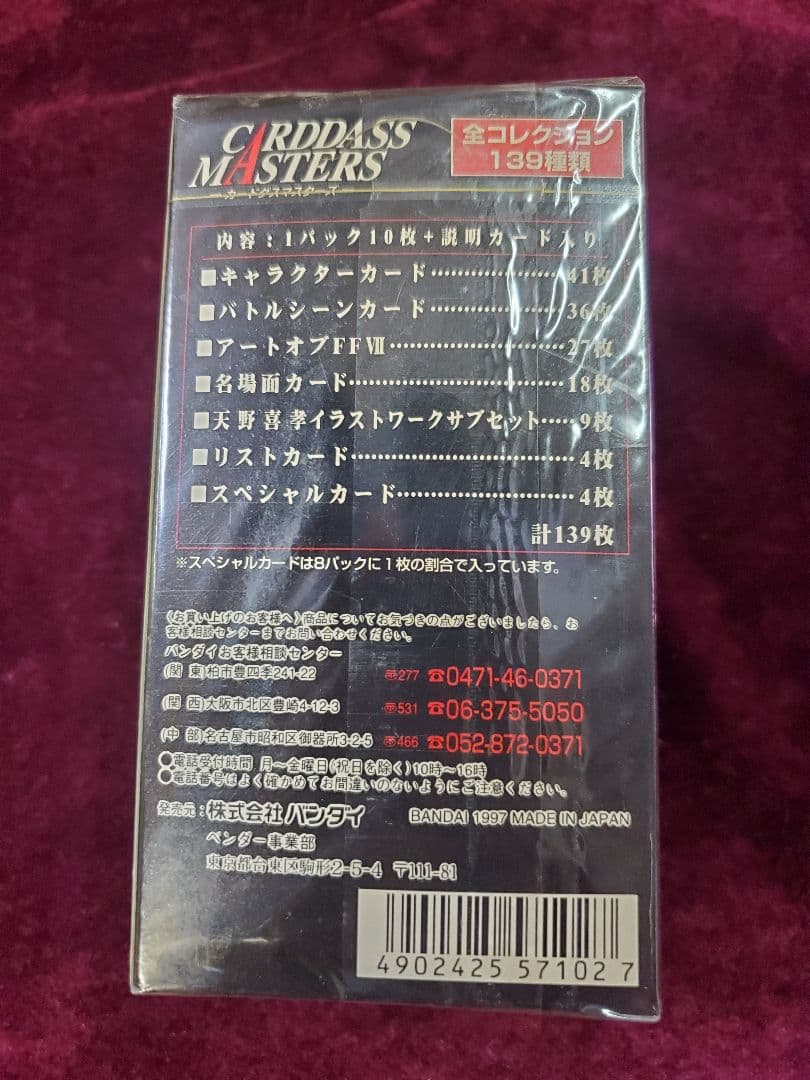 CARDDASS
MASTERS
カードダスマスターズ
全コレクション
139種類
内容:1パック10枚+説明カード入り
■キャラクターカード…………………41枚
■バトルシーンカード…………………36枚
■アートオブFFⅦ…………………27枚
■名場面カード…………………18枚
■天野喜孝イラストワークサブセット……9枚
■リストカード…………………4枚
■スペシャルカード…………………4枚
計139枚
※スペシャルカードは8パックに1枚の割合で入っています。
〈お買い上げのお客様へ〉商品についてお気づきの点がございましたら、お
客様相談センターまでお問い合わせください。
バンダイお客様相談センター
(関 東)柏市豊四季241-22 〒277 ☎0471-46-0371
(関 西)大阪市北区豊崎4-12-3 〒531 ☎06-375-5050
(中 部)名古屋市昭和区御器所3-2-5 〒466 ☎052-872-0371
○電話受付時間 月〜金曜日(祝日を除く)10時〜16時
○電話番号はよく確かめてお間違いのないようにご注意ください。
発売元:株式会社バンダイ BANDAI 1997 MADE IN JAPAN
ベンダー事業部
東京都台東区駒形2-5-4 〒111-81
4902425 571027